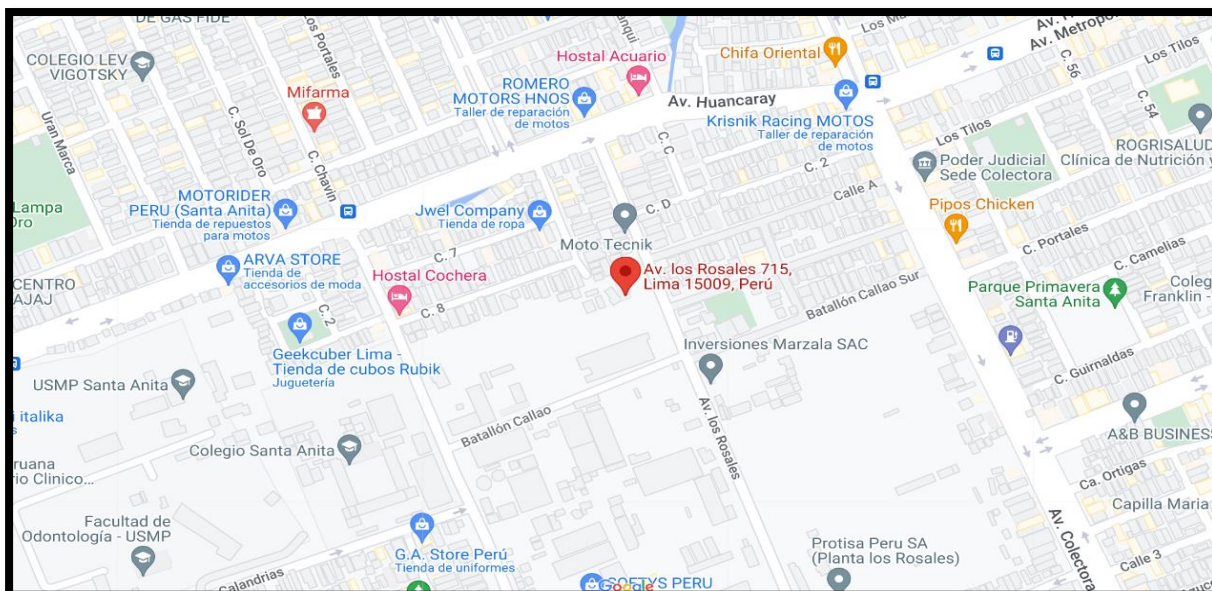 DE GAS FIDE
Los Portales
COLEGIO LEV
VIGOTSKY
Mifarma
Uran Marca
C. Sol De Oro
C. Chavín
Hostal Acuario
ROMERO
MOTORS HNOS
Taller de reparación
de motos
Av. Huancaray
Chifa Oriental
Krisnik Racing MOTOS
Taller de reparación
de motos
Av. Metropol
C. 56
Los Tilos
C. 54
Los Tilos
ROGRISALUD
Clínica de Nutrición y
Poder Judicial
Sede Colectora
C. C
C. 2
Calle A
C. D
Pipos Chicken
Lampa
MOTORIDER
PERU (Santa Anita)
Tienda de repuestos
para motos
Jwel Company
Tienda de ropa
Moto Tecnik
C. 7
ARVA STORE
Tienda de
accesorios de moda
Hostal Cochera
Av. los Rosales 715,
Lima 15009, Perú
C. Portales
C. Camelias
CENTRO
AJAJ
C. 2
C. 8
Batallón Callao Sur
Parque Primavera
Santa Anita
Coleg
Franklin -
Geekcuber Lima -
Tienda de cubos Rubik
Juguetería
Inversiones Marzala SAC
C. Guirnaldas
USMP Santa Anita
i italika
Batallón Callao
Av. los Rosales
A&B BUSINESS
Colegio Santa Anita
ruana
rio Clinico...
Ca. Ortigas
Capilla Maria
Facultad de
Odontología - USMP
G.A. Store Perú
Tienda de uniformes
Protisa Peru SA
(Planta los Rosales)
Av. Colectora
Calle 3
Calandrias
Google
SOFTYS PERU